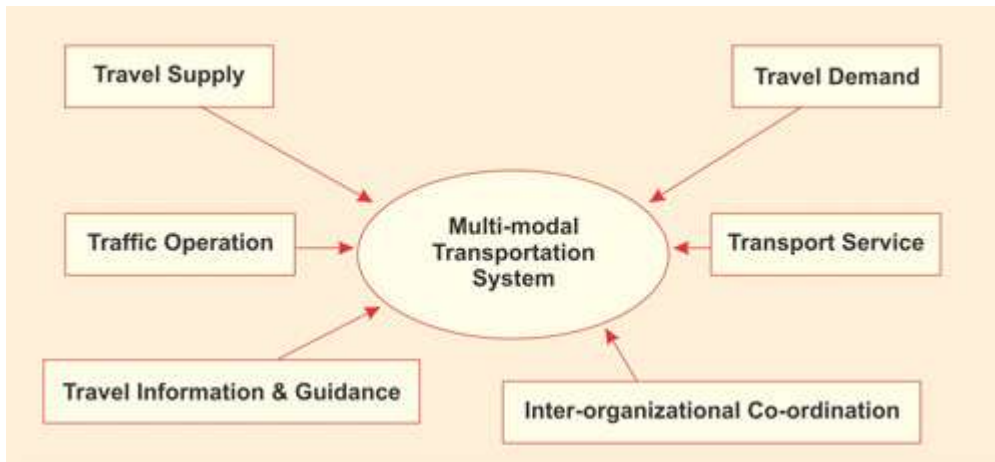 Travel Supply
Travel Demand
Multi-modal
Transportation
System
Traffic Operation
Transport Service
Travel Information & Guidance
Inter-organizational Co-ordination